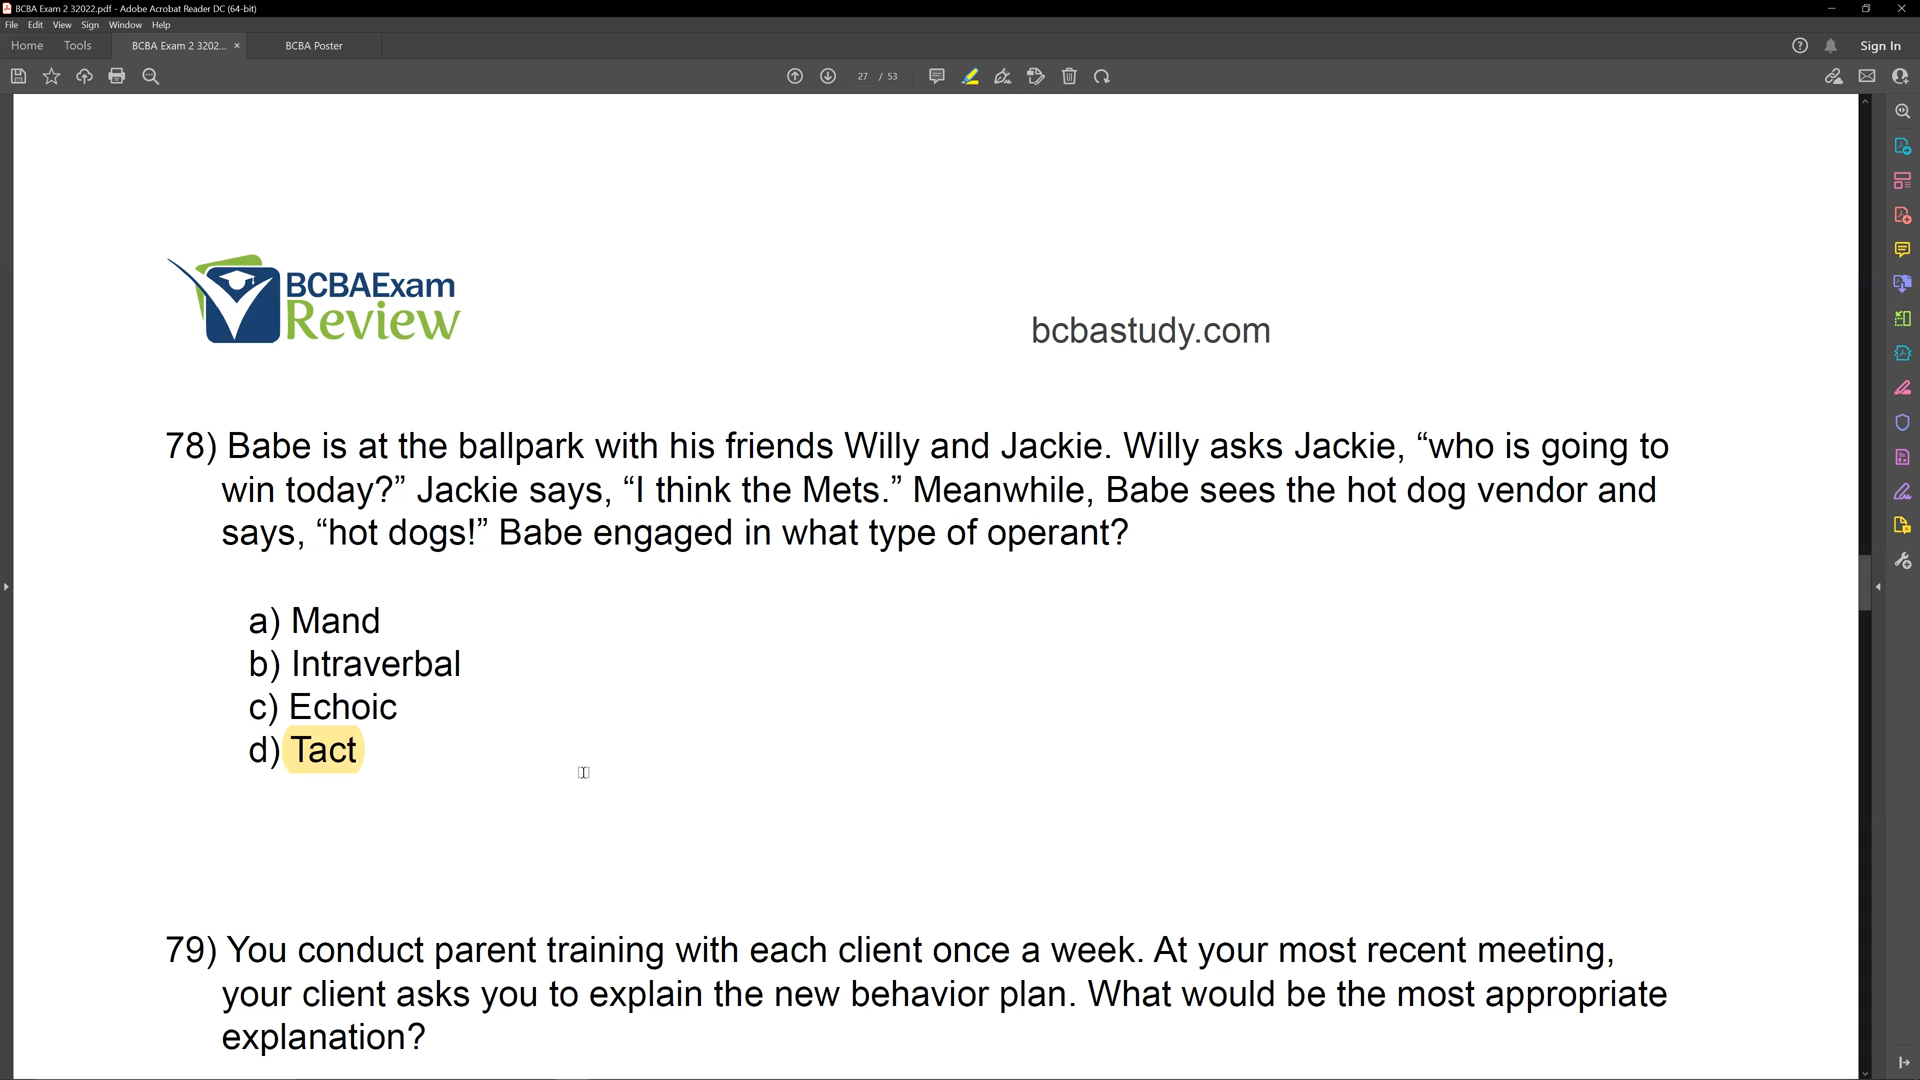 BCBA Exam 2 32022.pdf - Adobe Acrobat Reader DC (64-bit)
File Edit View Sign Window Help
Home Tools BCBA Exam 2 3202... × BCBA Poster Sign In
27 / 53
BCBAExam
Review
bcbastudy.com
78) Babe is at the ballpark with his friends Willy and Jackie. Willy asks Jackie, “who is going to
win today?” Jackie says, “I think the Mets.” Meanwhile, Babe sees the hot dog vendor and
says, “hot dogs!” Babe engaged in what type of operant?
a) Mand
b) Intraverbal
c) Echoic
d) Tact
79) You conduct parent training with each client once a week. At your most recent meeting,
your client asks you to explain the new behavior plan. What would be the most appropriate
explanation?